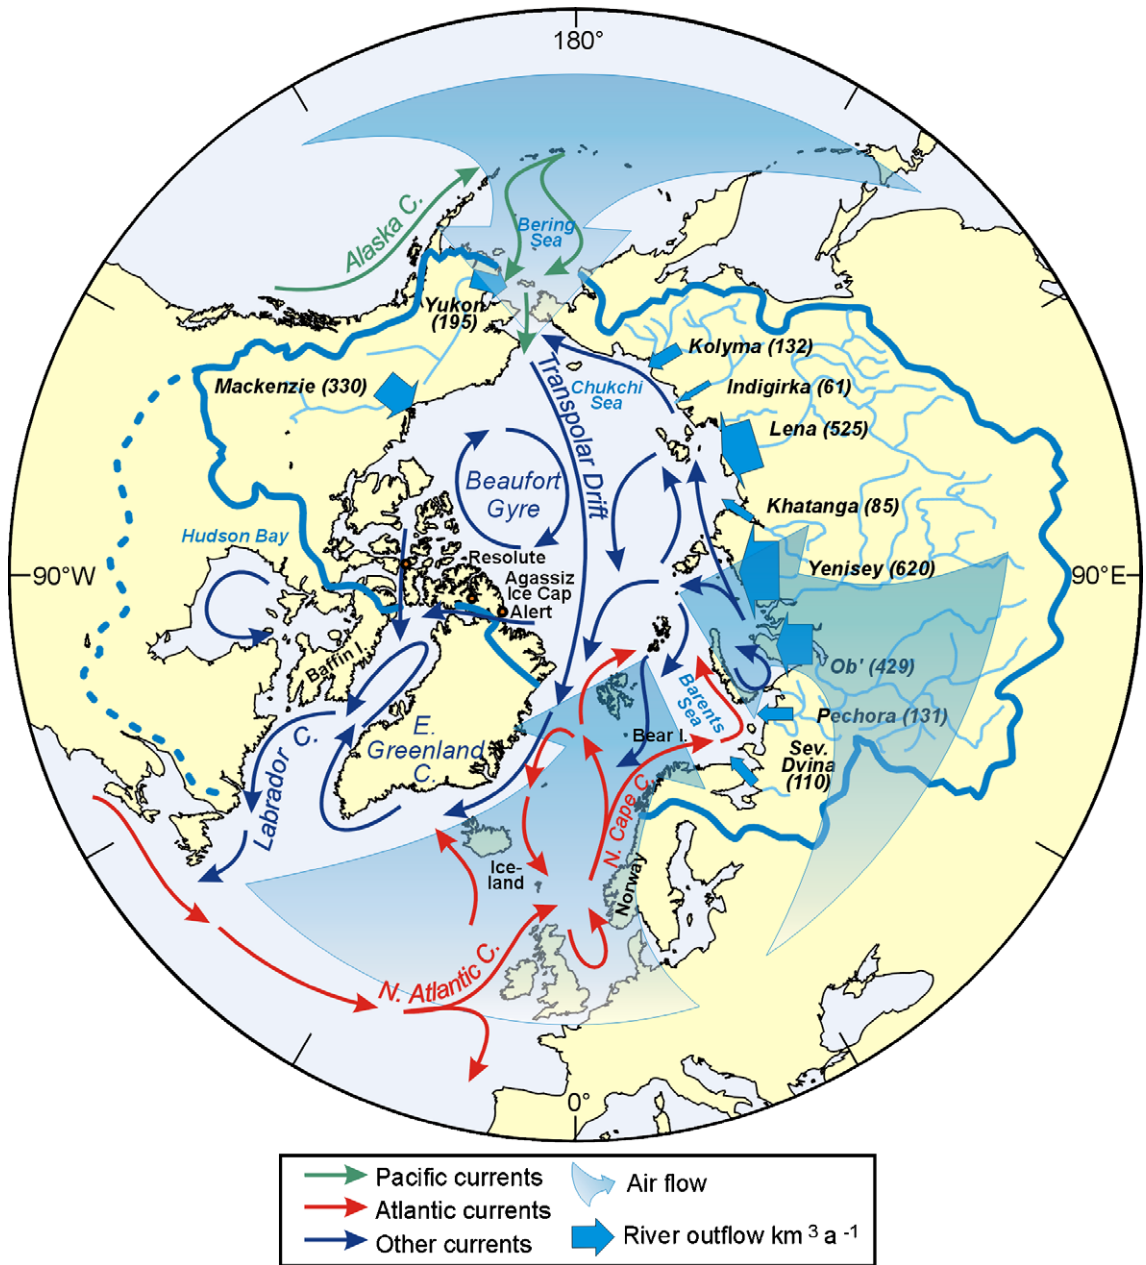 180°
Alaska C.
Bering
Sea
Yukon
(195)
Kolyma (132)
Mackenzie (330)
Transpolar Drift
Chukchi
Sea
Indigirka (61)
Lena (525)
Beaufort
Gyre
Khatanga (85)
Hudson Bay
Resolute
Agassiz
Ice Cap
Alert
Yenisey (620)
90°W
90°E
Baffin I.
Ob' (429)
Barents
Sea
Pechora (131)
E.
Greenland
C.
Bear I.
Labrador C.
Sev.
Dvina
(110)
N. Cape C.
Ice-
land
Norway
N. Atlantic C.
0°
Pacific currents
Atlantic currents
Other currents
Air flow
River outflow km 3 a -1